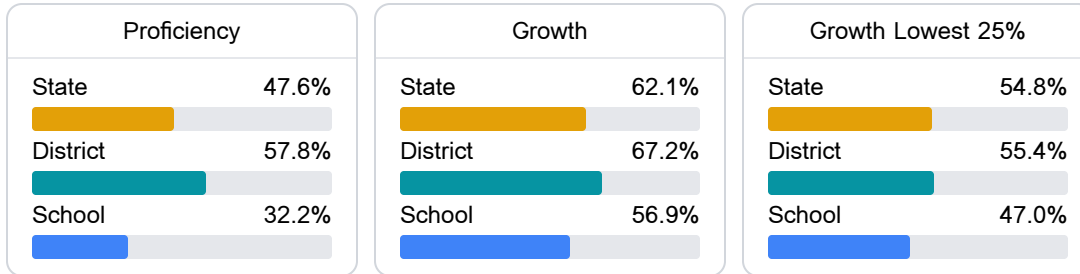 Proficiency
State 47.6%
District 57.8%
School 32.2%
Growth
State 62.1%
District 67.2%
School 56.9%
Growth Lowest 25%
State 54.8%
District 55.4%
School 47.0%